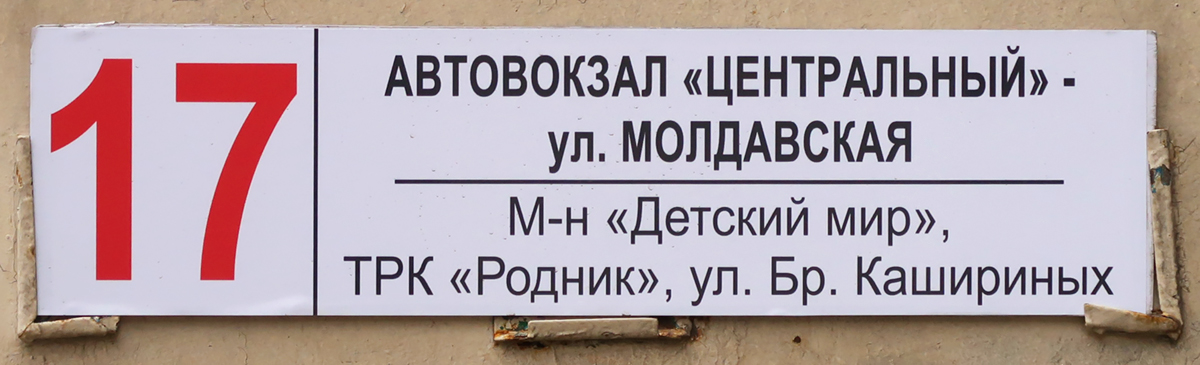 17
АВТОВОКЗАЛ «ЦЕНТРАЛЬНЫЙ» -
ул. МОЛДАВСКАЯ
М-н «Детский мир»,
ТРК «Родник», ул. Бр. Кашириных